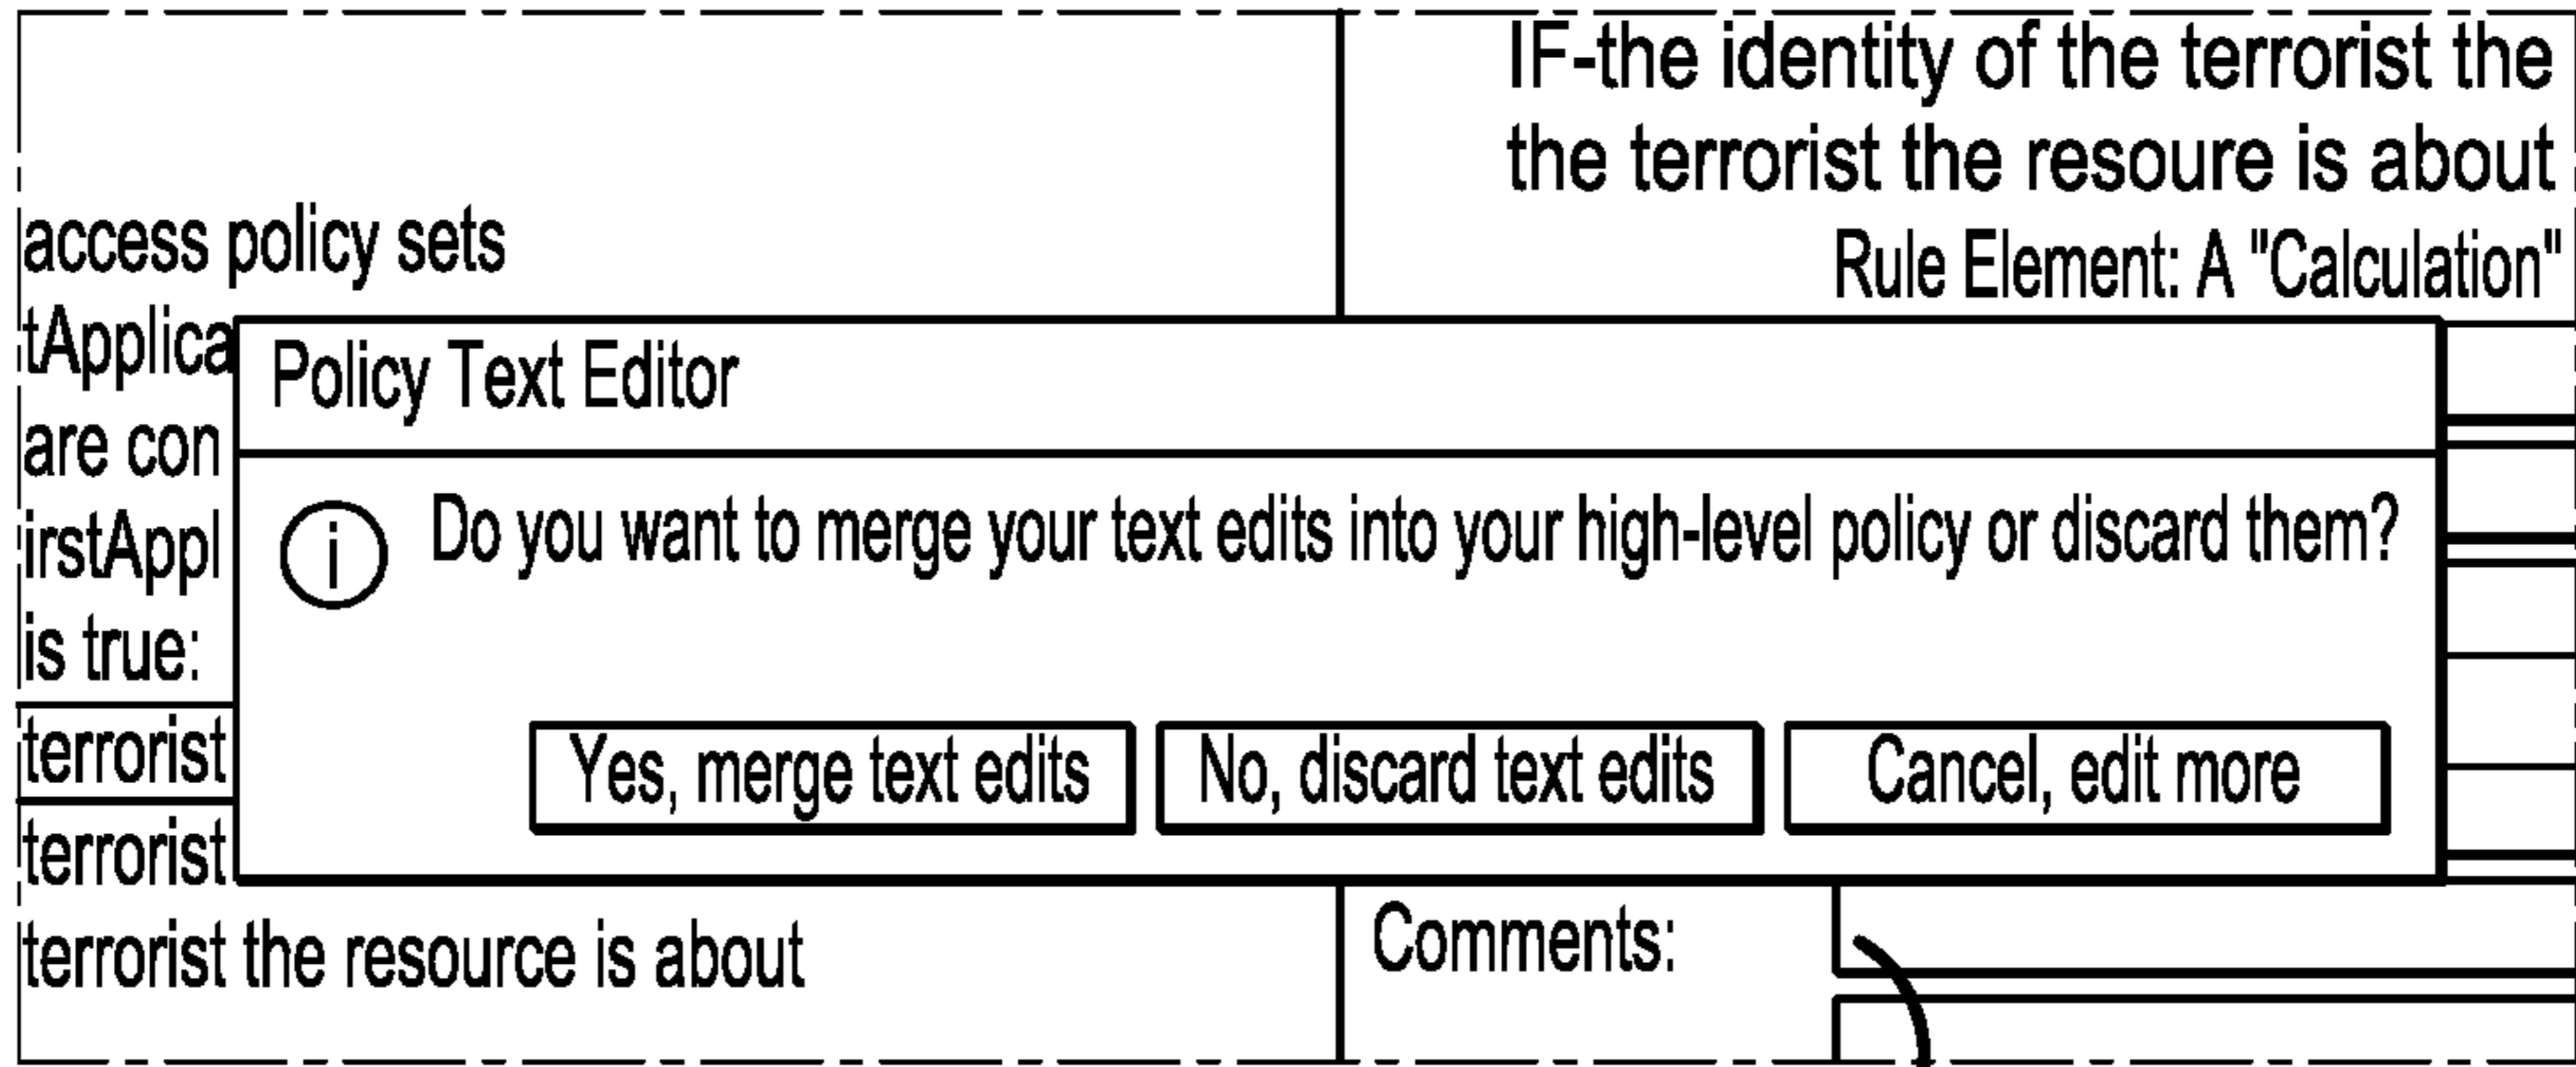 IF-the identity of the terrorist the
the terrorist the resoure is about
Rule Element: A "Calculation"
access policy sets
tApplica
are con
irstAppl
is true:
terrorist
terrorist
terrorist the resource is about
Policy Text Editor
i
Do you want to merge your text edits into your high-level policy or discard them?
Yes, merge text edits
No, discard text edits
Cancel, edit more
Comments: